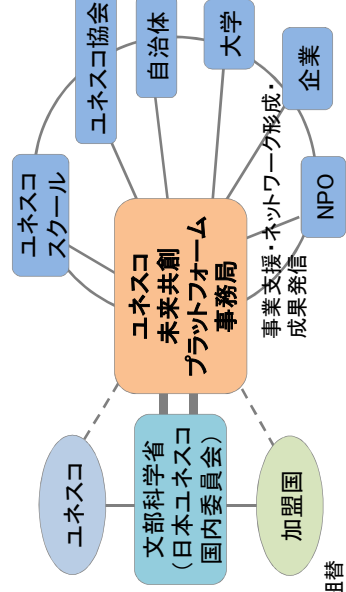 ユネスコ協会
自治体
大学
企業
NPO
ユネスコ
スクール
ユネスコ
未来共創
プラットフォーム
事務局
事業支援・ネットワーク形成・
成果発信
文部科学省
(日本ユネスコ
国内委員会)
ユネスコ
加盟国
組替